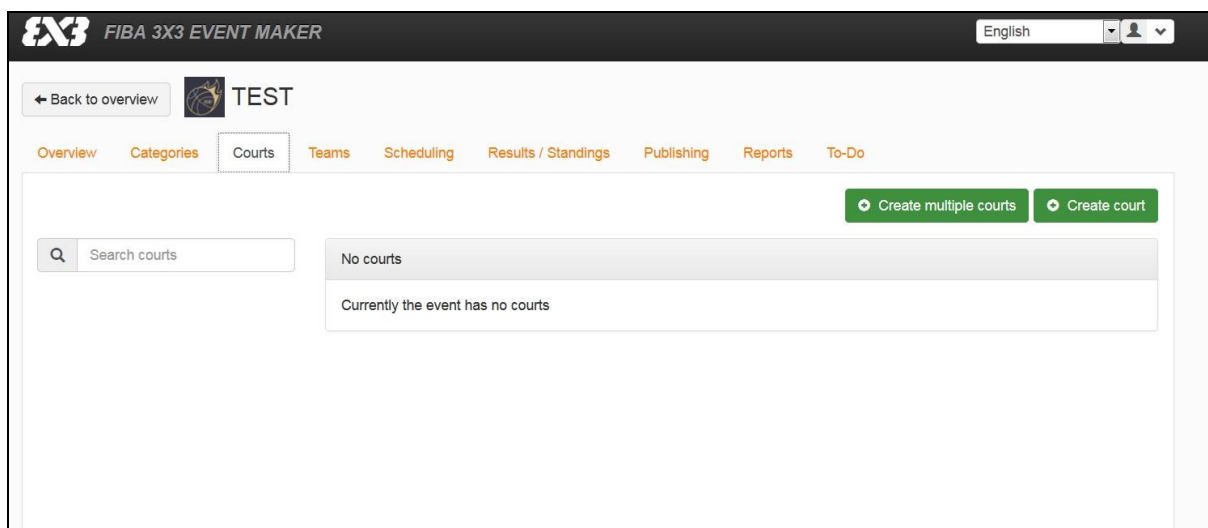 3X3 FIBA 3X3 EVENT MAKER English
Back to overview TEST
Overview Categories Courts Teams Scheduling Results / Standings Publishing Reports To-Do
Create multiple courts Create court
Search courts
No courts
Currently the event has no courts